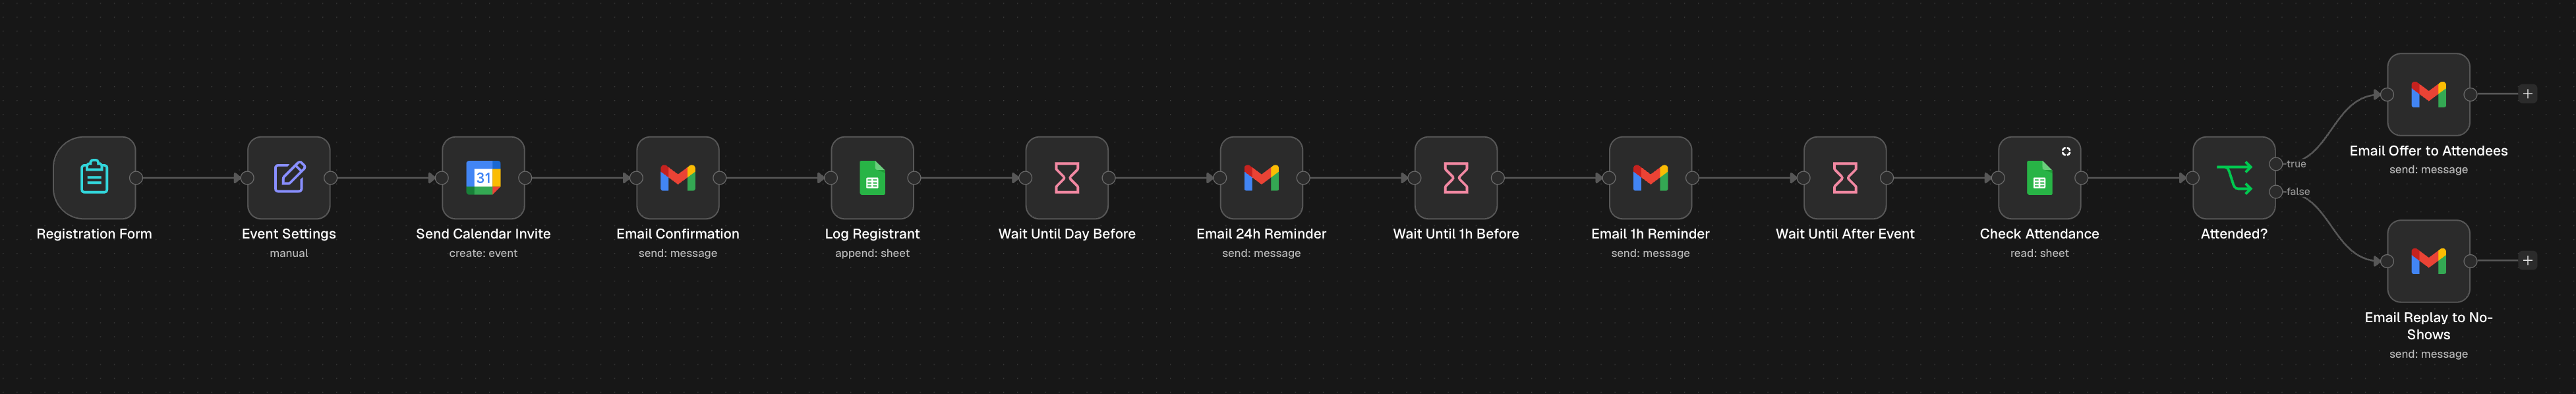 Registration Form
Event Settings
manual
31
Send Calendar Invite
create: event
Email Confirmation
send: message
Log Registrant
append: sheet
Wait Until Day Before
Email 24h Reminder
send: message
Wait Until 1h Before
Email 1h Reminder
send: message
Wait Until After Event
Check Attendance
read: sheet
Attended?
true
false
Email Offer to Attendees
send: message
Email Replay to No-
Shows
send: message